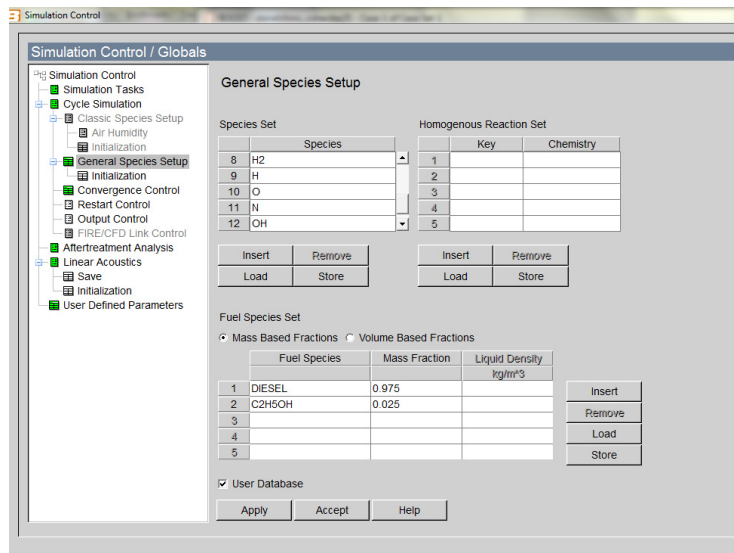 Simulation Control
Simulation Control / Globals
Simulation Control
Simulation Tasks
Cycle Simulation
Classic Species Setup
Air Humidity
Initialization
General Species Setup
Initialization
Convergence Control
Restart Control
Output Control
FIRE/CFD Link Control
Aftertreatment Analysis
Linear Acoustics
Save
Initialization
User Defined Parameters
General Species Setup
Species Set
Species
8 H2
9 H
10 O
11 N
12 OH
Insert Remove
Load Store
Homogenous Reaction Set
Key Chemistry
1
2
3
4
5
Insert Remove
Load Store
Fuel Species Set
Mass Based Fractions Volume Based Fractions
Fuel Species Mass Fraction Liquid Density
kg/m^3
1 DIESEL 0.975
2 C2H5OH 0.025
3
4
5
Insert
Remove
Load
Store
User Database
Apply Accept Help